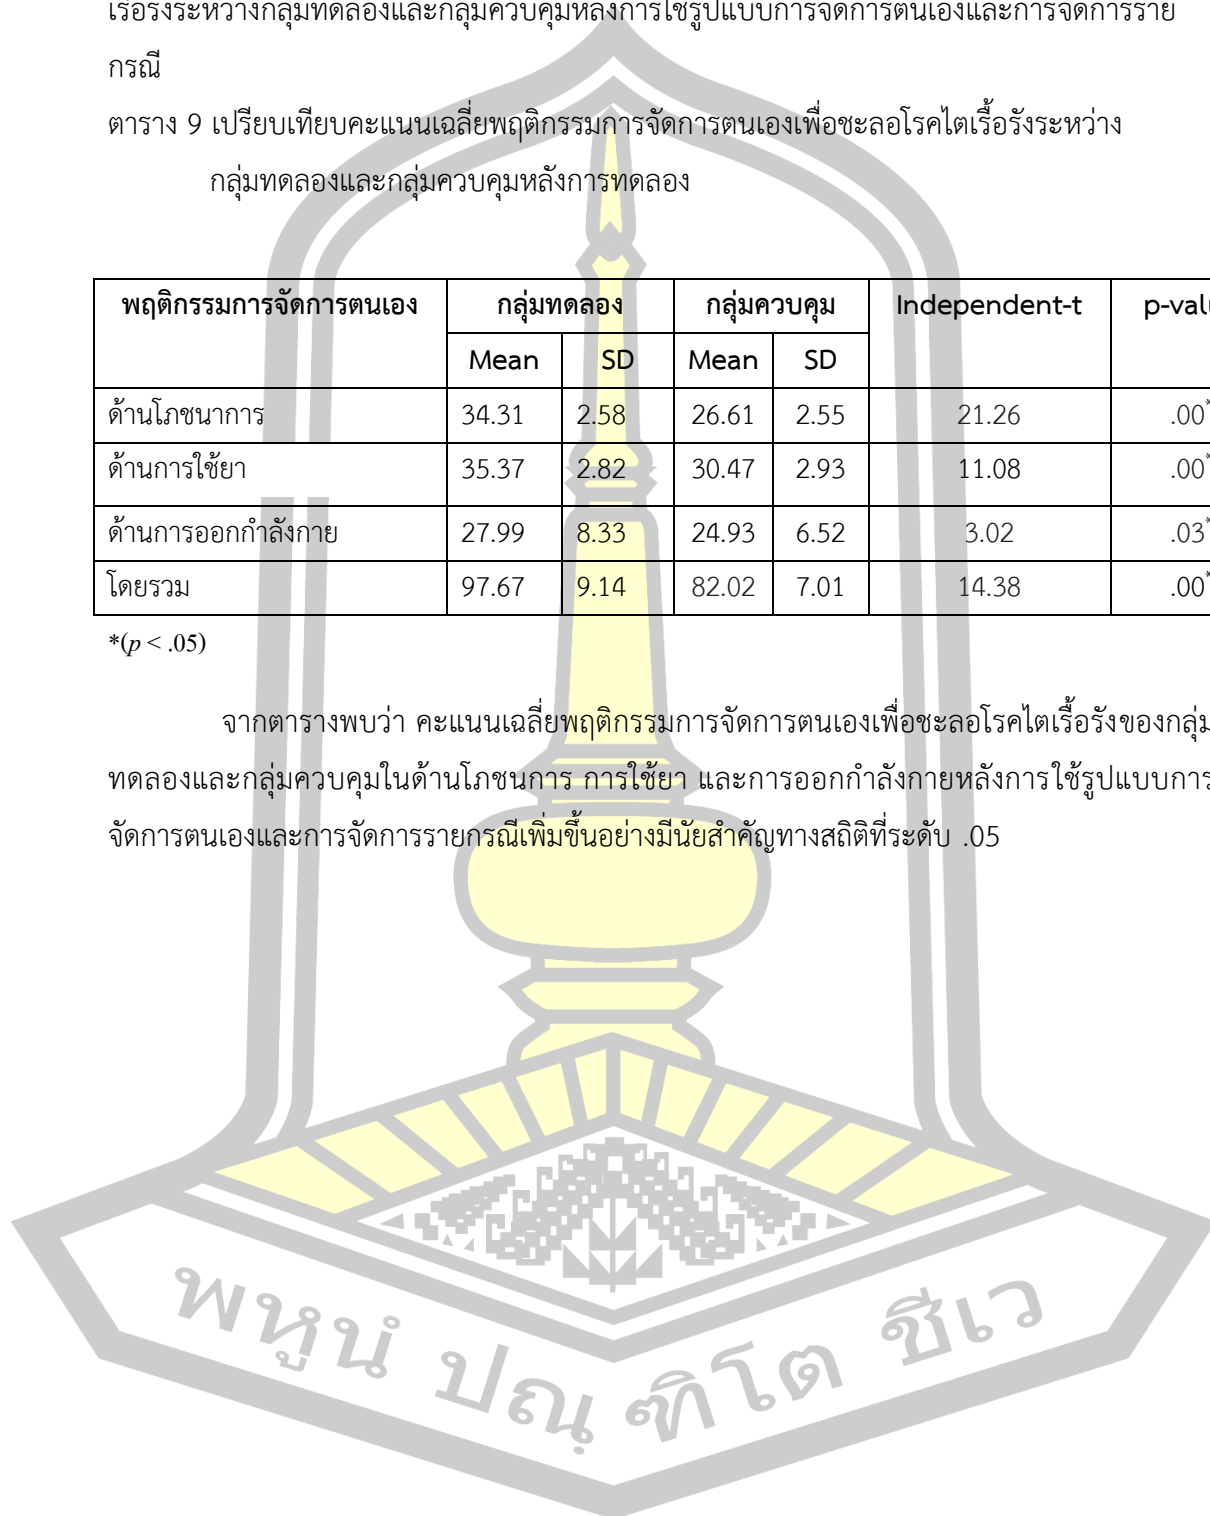 เรื้อรังระหว่างกลุ่มทดลองและกลุ่มควบคุมหลังการใช้รูปแบบการจัดการตนเองและการจัดการราย
กรณี
ตาราง 9 เปรียบเทียบคะแนนเฉลี่ยพฤติกรรมการจัดการตนเองเพื่อชะลอโรคไตเรื้อรังระหว่าง
กลุ่มทดลองและกลุ่มควบคุมหลังการทดลอง
พฤติกรรมการจัดการตนเอง กลุ่มทดลอง กลุ่มควบคุม Independent-t p-valu
Mean SD Mean SD
ด้านโภชนาการ 34.31 2.58 26.61 2.55 21.26 .00*
ด้านการใช้ยา 35.37 2.82 30.47 2.93 11.08 .00*
ด้านการออกกำลังกาย 27.99 8.33 24.93 6.52 3.02 .03*
โดยรวม 97.67 9.14 82.02 7.01 14.38 .00*
*(p < .05)
จากตารางพบว่า คะแนนเฉลี่ยพฤติกรรมการจัดการตนเองเพื่อชะลอโรคไตเรื้อรังของกลุ่ม
ทดลองและกลุ่มควบคุมในด้านโภชนการ การใช้ยา และการออกกำลังกายหลังการใช้รูปแบบการ
จัดการตนเองและการจัดการรายกรณีเพิ่มขึ้นอย่างมีนัยสำคัญทางสถิติที่ระดับ .05
พหูนํ ปณฺฑิโต ชีเว